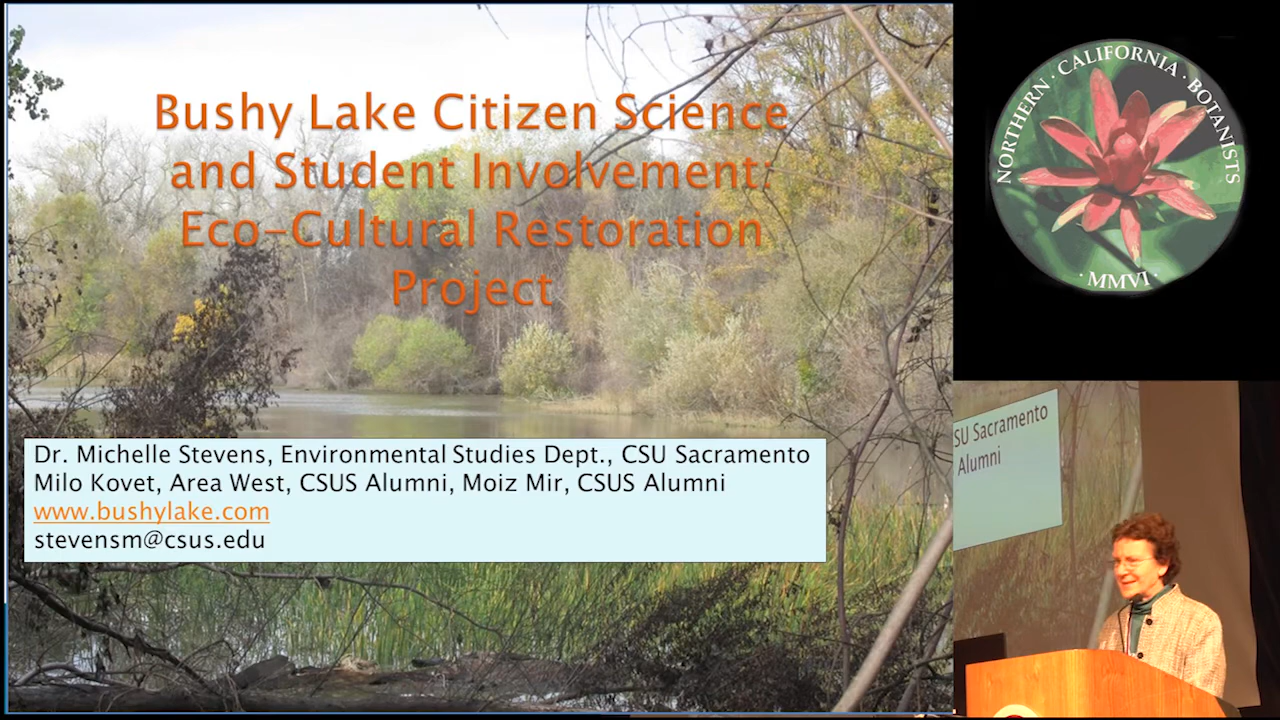 Bushy Lake Citizen Science
and Student Involvement:
Eco-Cultural Restoration
Project
Dr. Michelle Stevens, Environmental Studies Dept., CSU Sacramento
Milo Kovet, Area West, CSUS Alumni, Moiz Mir, CSUS Alumni
www.bushylake.com
stevensm@csus.edu
NORTHERN · CALIFORNIA · BOTANISTS
· MMVI ·
SU Sacramento
Alumni